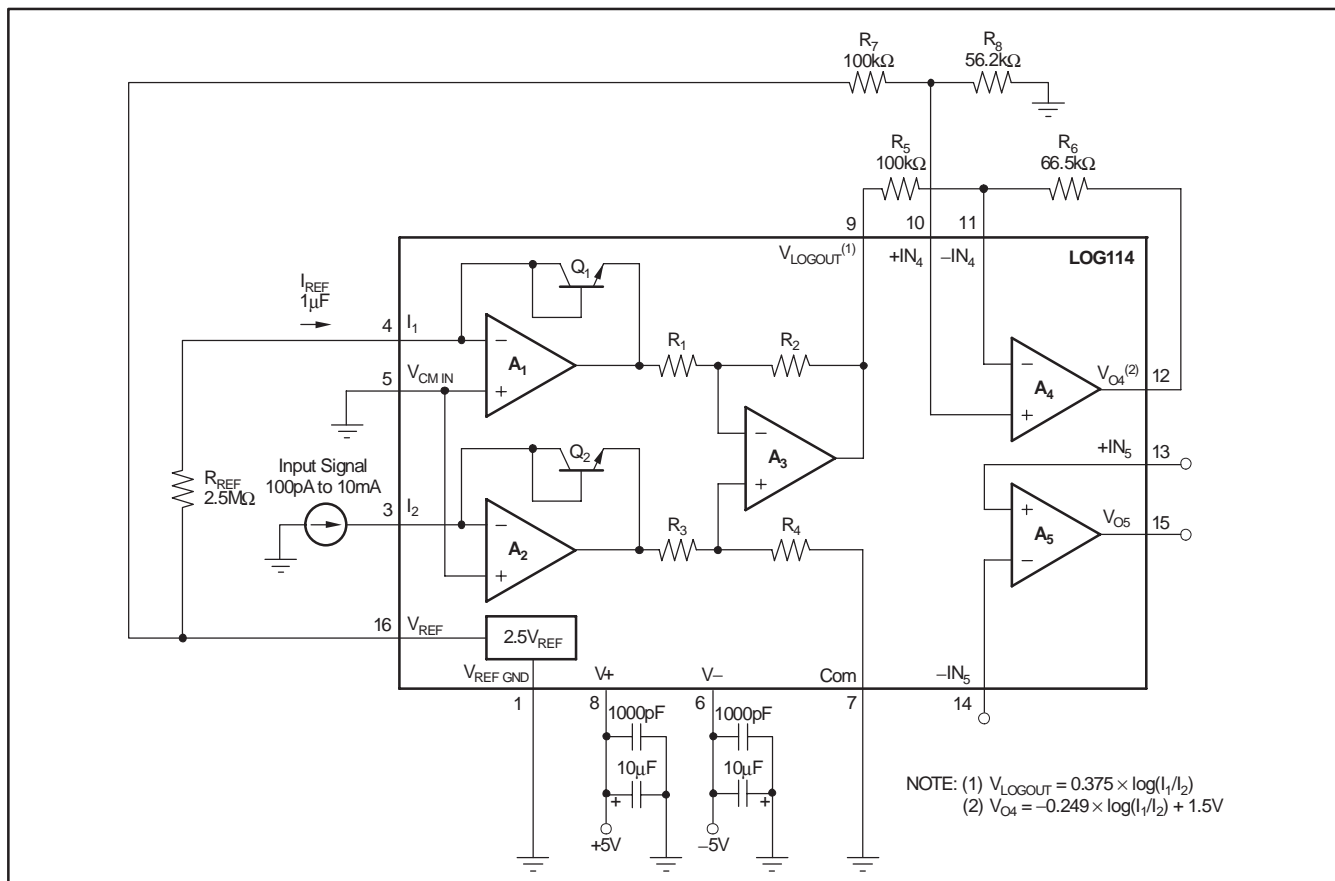 R7
100kΩ
R8
56.2kΩ
R5
100kΩ
R6
66.5kΩ
9
10
11
VLOGOUT(1)
+IN4
−IN4
LOG114
Q1
IREF
1μF
4
I1
R1
R2
A1
5
VCM IN
A4
VO4(2)
12
+IN5
13
Q2
A3
RREF
2.5MΩ
Input Signal
100pA to 10mA
3
I2
R3
R4
A2
A5
VO5
15
16
VREF
2.5VREF
VREF GND
V+
V−
Com
−IN5
1
8
6
7
14
1000pF
1000pF
10μF
10μF
+5V
−5V
NOTE: (1) VLOGOUT = 0.375 × log(I1/I2)
(2) VO4 = −0.249 × log(I1/I2) + 1.5V